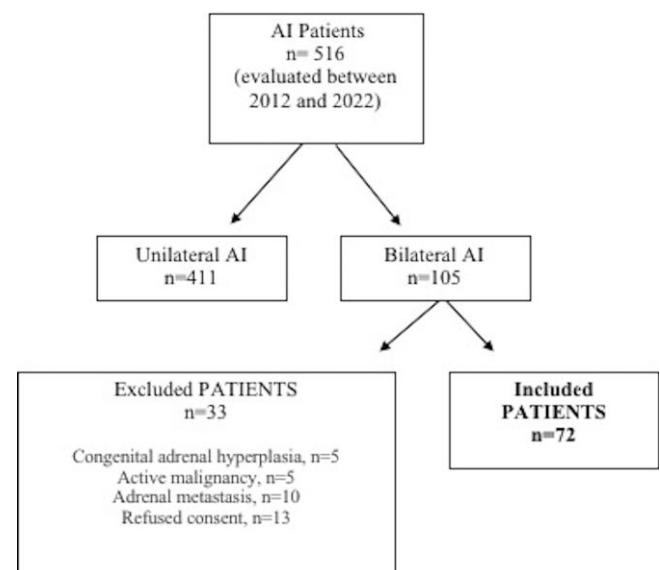 AI Patients
n= 516
(evaluated between
2012 and 2022)
Unilateral AI
n=411
Bilateral AI
n=105
Excluded PATIENTS
n=33
Congenital adrenal hyperplasia, n=5
Active malignancy, n=5
Adrenal metastasis, n=10
Refused consent, n=13
Included
PATIENTS
n=72